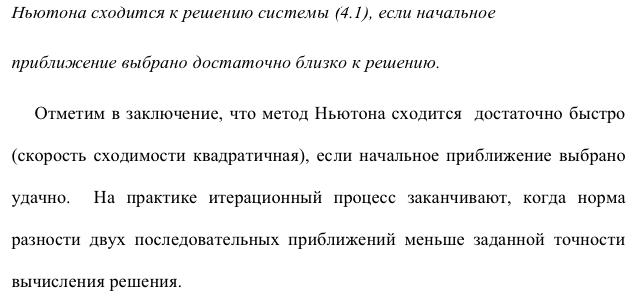 Ньютона сходится к решению системы (4.1), если начальное
приближение выбрано достаточно близко к решению.
Отметим в заключение, что метод Ньютона сходится достаточно быстро
(скорость сходимости квадратичная), если начальное приближение выбрано
удачно. На практике итерационный процесс заканчивают, когда норма
разности двух последовательных приближений меньше заданной точности
вычисления решения.